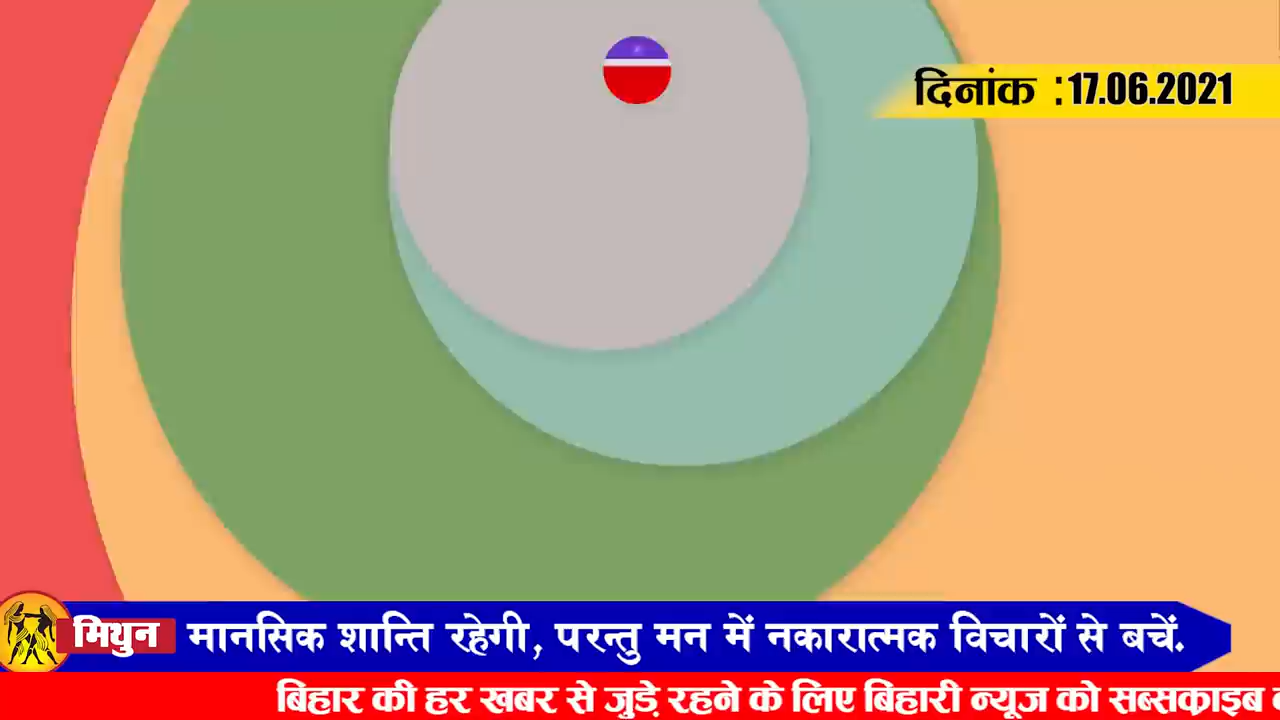 दिनांक :17.06.2021
मिथुन मानसिक शान्ति रहेगी, परन्तु मन में नकारात्मक विचारों से बचें.
बिहार की हर खबर से जुड़े रहने के लिए बिहारी न्यूज को सब्सक्राइब